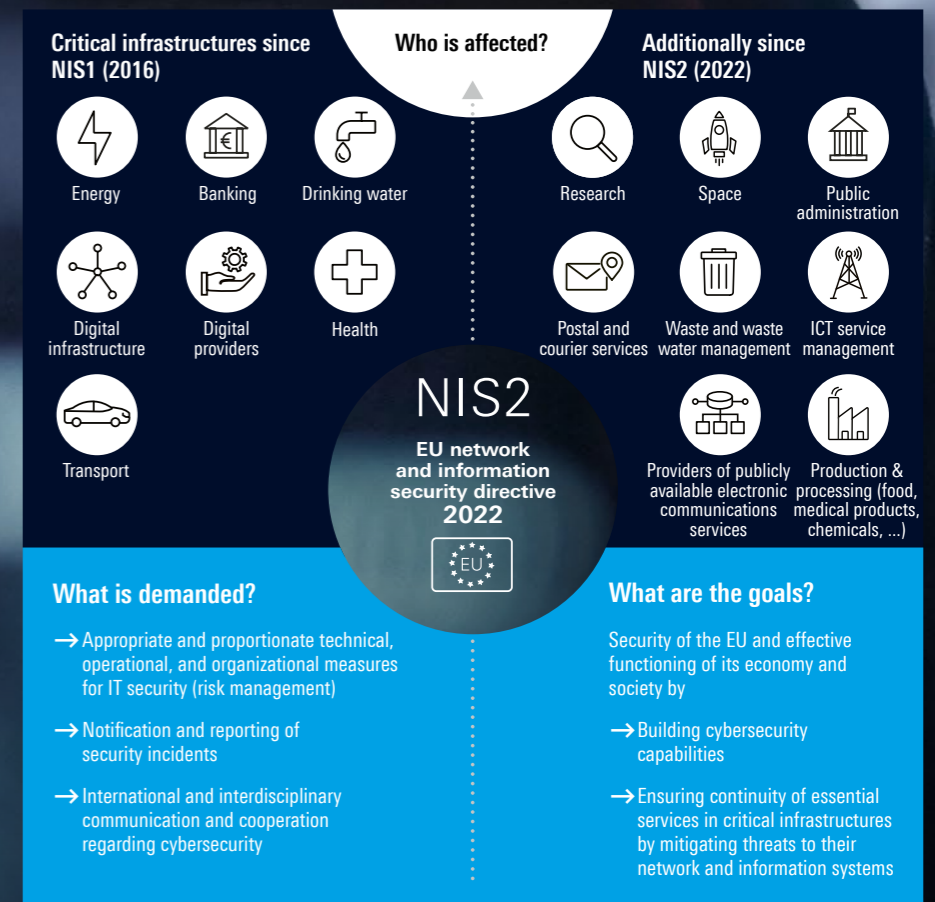 Critical infrastructures since
NIS1 (2016)
Who is affected?
Additionally since
NIS2 (2022)
€
Energy
Banking
Drinking water
Research
Space
Public
administration
Digital
infrastructure
Digital
providers
Health
Postal and
courier services
Waste and waste
water management
ICT service
management
Transport
Providers of publicly
available electronic
communications
services
Production &
processing (food,
medical products,
chemicals, ...)
NIS2
EU network
and information
security directive
2022
EU
What is demanded?
→ Appropriate and proportionate technical,
operational, and organizational measures
for IT security (risk management)
→ Notification and reporting of
security incidents
→ International and interdisciplinary
communication and cooperation
regarding cybersecurity
What are the goals?
Security of the EU and effective
functioning of its economy and
society by
→ Building cybersecurity
capabilities
→ Ensuring continuity of essential
services in critical infrastructures
by mitigating threats to their
network and information systems